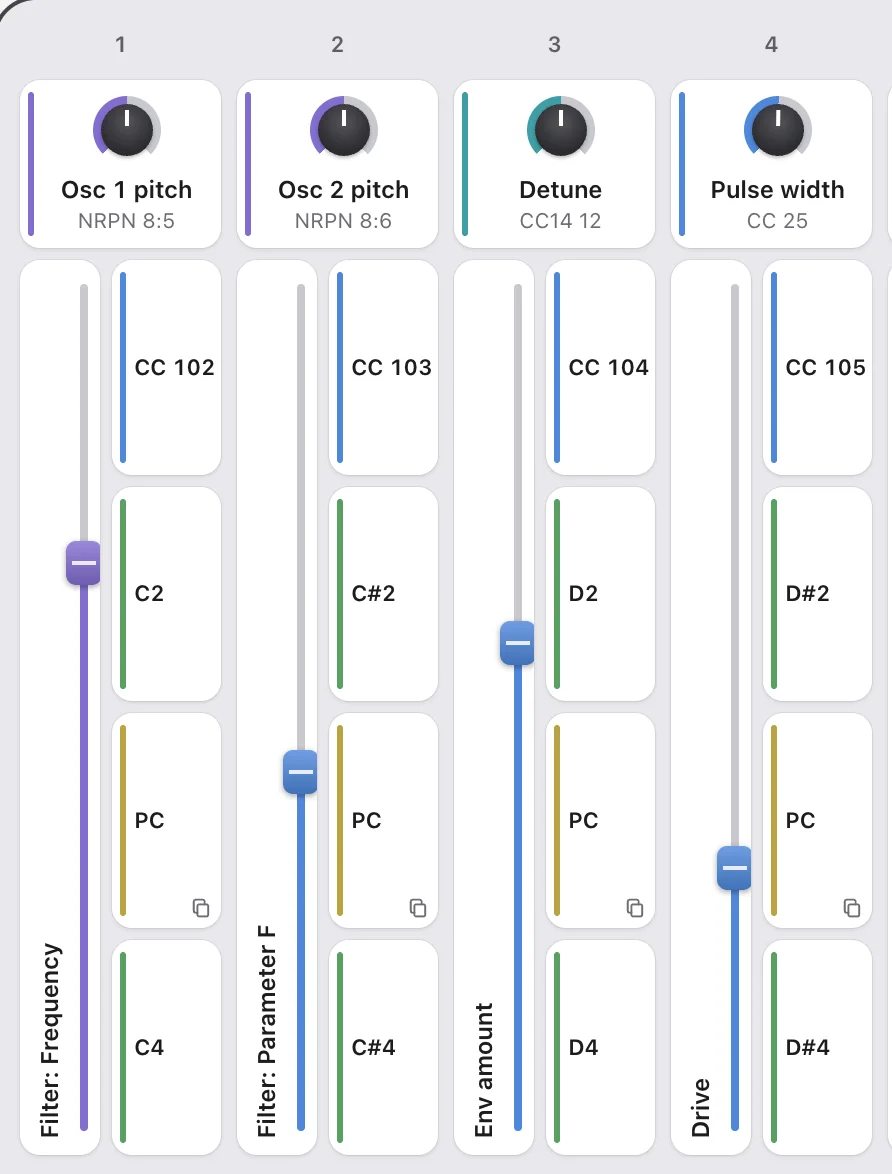 1
2
3
4
Osc 1 pitch
NRPN 8:5
Osc 2 pitch
NRPN 8:6
Detune
CC14 12
Pulse width
CC 25
Filter: Frequency
CC 102
C2
PC
C4
Filter: Parameter F
CC 103
C#2
PC
C#4
Env amount
CC 104
D2
PC
D4
Drive
CC 105
D#2
PC
D#4